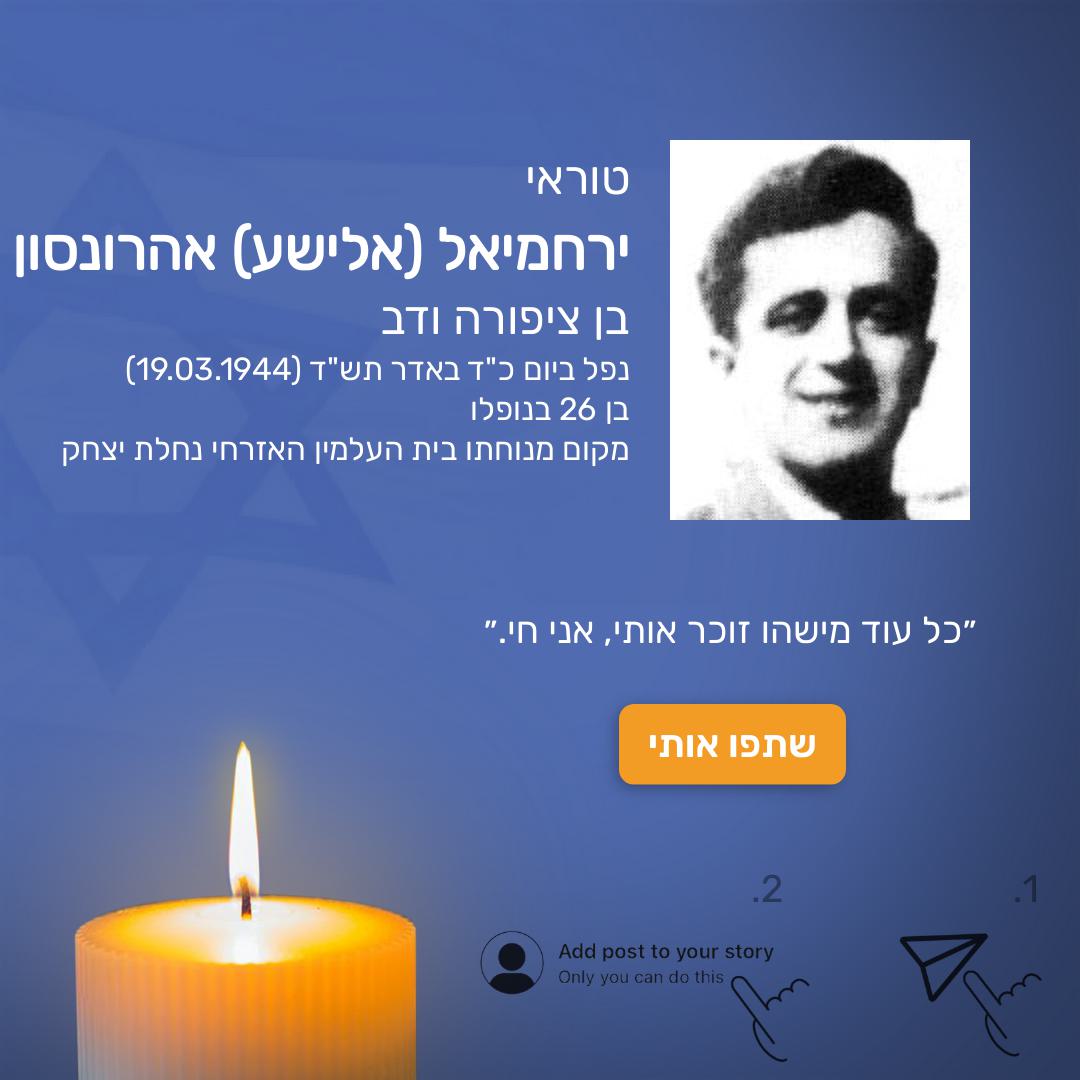 טוראי
ירחמיאל (אלישע) אהרונסון
בן ציפורה ודב
נפל ביום כ"ד באדר תש"ד (19.03.1944)
בן 26 בנופלו
מקום מנוחתו בית העלמין האזרחי נחלת יצחק
״כל עוד מישהו זוכר אותי, אני חי.״
שתפו אותי
.1
.2
Add post to your story
Only you can do this